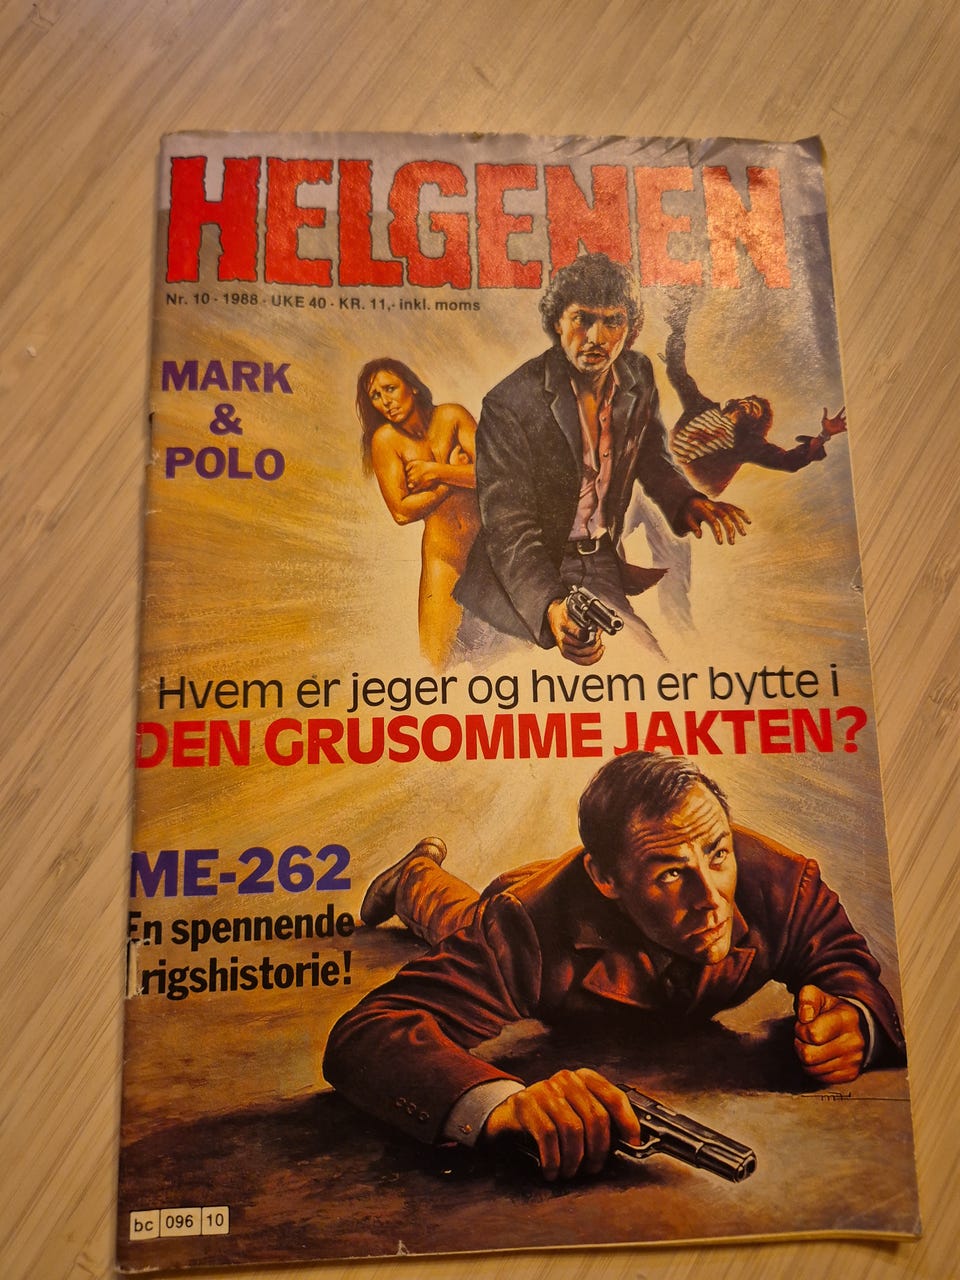 HELGENEN
Nr. 10 · 1988 · UKE 40 · KR. 11,- inkl. moms
MARK
&
POLO
Hvem er jeger og hvem er bytte i
DEN GRUSOMME JAKTEN?
ME-262
En spennende
rigshistorie!
bc 096 10